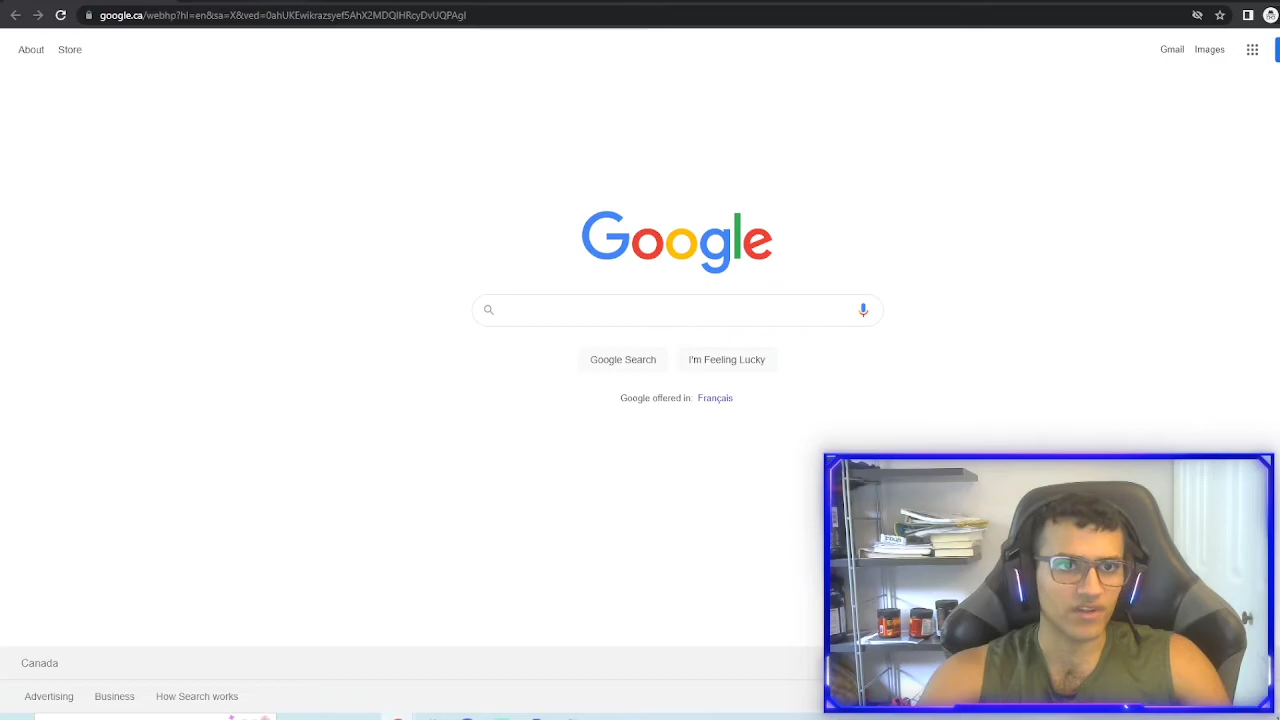 google.ca/webhp?hl=en&sa=X&ved=0ahUKEwikrazsyef5AhX2MDQIHRcyDvUQPAgI
About Store
Gmail Images
Google
Google Search I'm Feeling Lucky
Google offered in: Français
Canada
Advertising Business How Search works